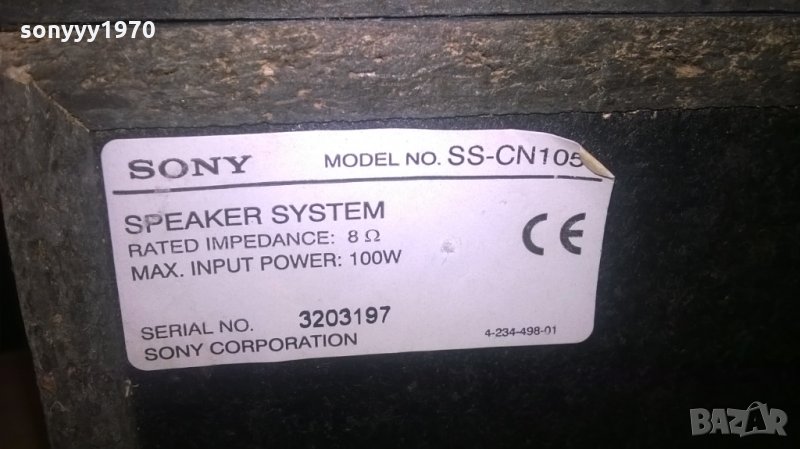 sonyyy1970
SONY MODEL NO. SS-CN105
SPEAKER SYSTEM
RATED IMPEDANCE: 8 Ω
MAX. INPUT POWER: 100W
CE
SERIAL NO. 3203197
SONY CORPORATION 4-234-498-01
BAZAR